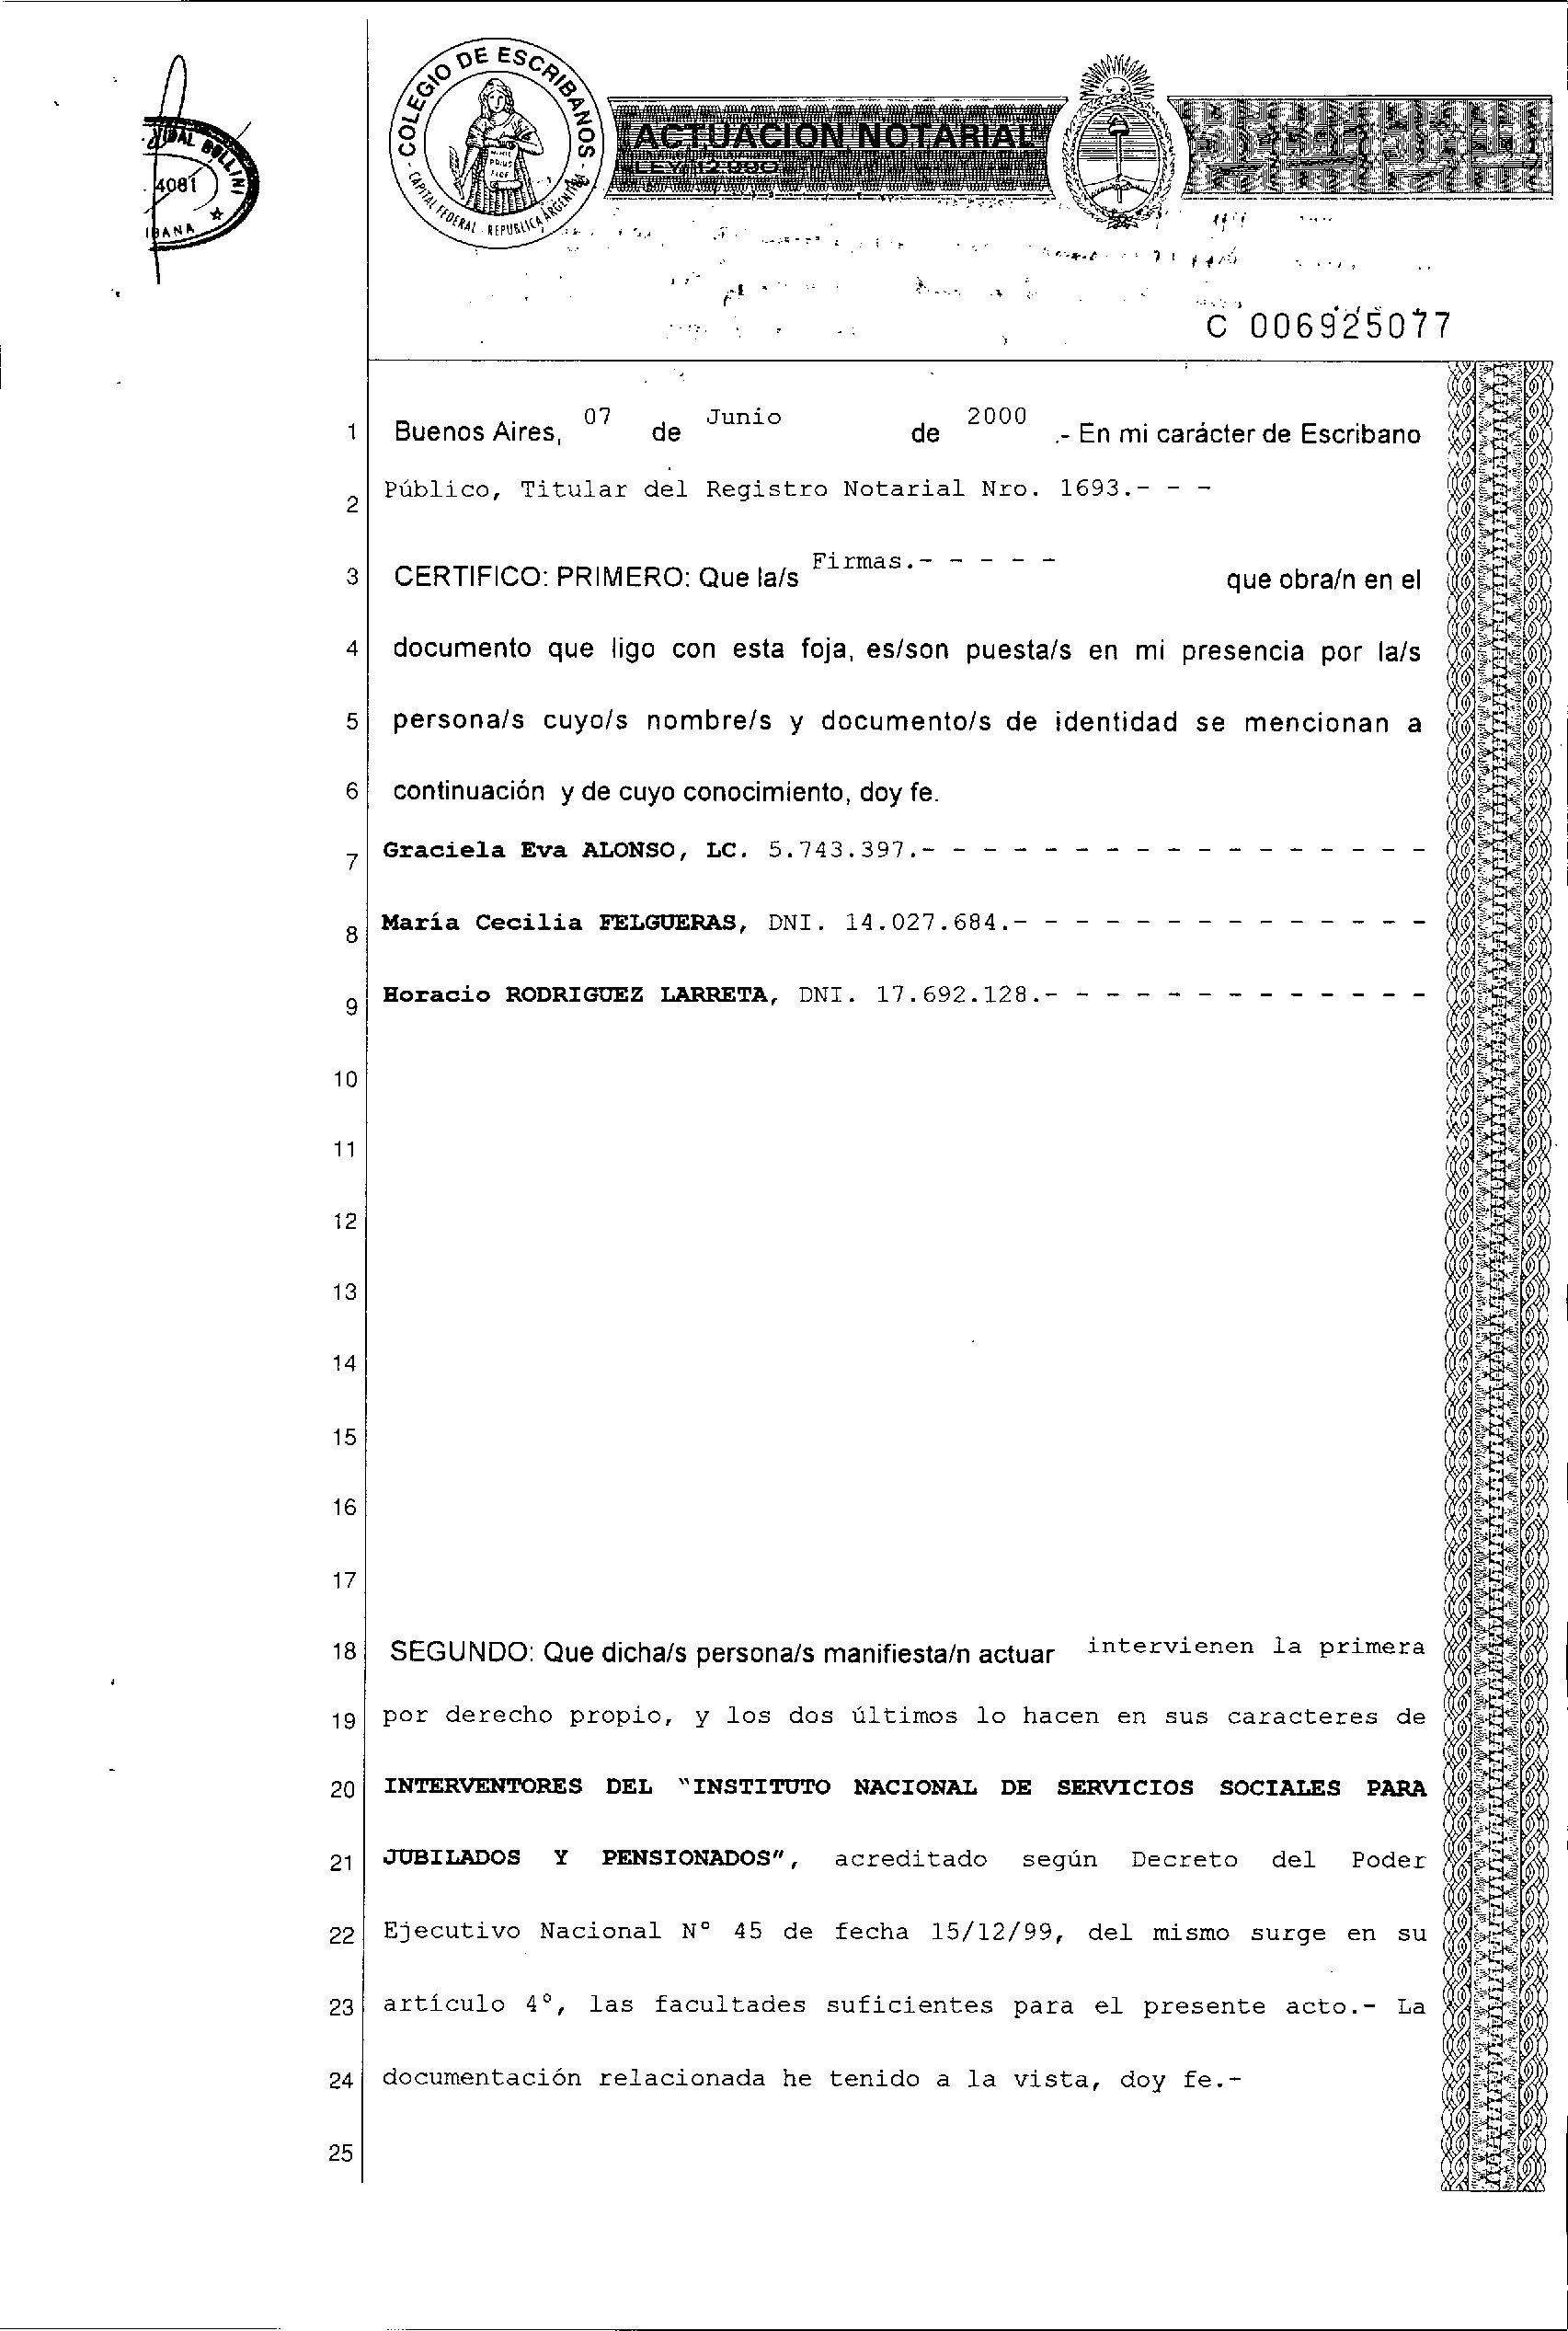 COLEGIO DE ESCRIBANOS
CAPITAL FEDERAL - REPUBLICA ARGENTINA
ACTUACION NOTARIAL
LEY 12.990
VIDAL BULLINI
4081
C 006925077
1 Buenos Aires, 07 de Junio de 2000 .- En mi carácter de Escribano
2 Público, Titular del Registro Notarial Nro. 1693.- - -
3 CERTIFICO: PRIMERO: Que la/s Firmas.- - - - - que obra/n en el
4 documento que ligo con esta foja, es/son puesta/s en mi presencia por la/s
5 persona/s cuyo/s nombre/s y documento/s de identidad se mencionan a
6 continuación y de cuyo conocimiento, doy fe.
7 Graciela Eva ALONSO, LC. 5.743.397.- - - - - - - - - - - - - - - - -
8 María Cecilia FELGUERAS, DNI. 14.027.684.- - - - - - - - - - - - - -
9 Horacio RODRIGUEZ LARRETA, DNI. 17.692.128.- - - - - - - - - - - - -
10
11
12
13
14
15
16
17
18 SEGUNDO: Que dicha/s persona/s manifiesta/n actuar intervienen la primera
19 por derecho propio, y los dos últimos lo hacen en sus caracteres de
20 INTERVENTORES DEL "INSTITUTO NACIONAL DE SERVICIOS SOCIALES PARA
21 JUBILADOS Y PENSIONADOS", acreditado según Decreto del Poder
22 Ejecutivo Nacional N° 45 de fecha 15/12/99, del mismo surge en su
23 artículo 4°, las facultades suficientes para el presente acto.- La
24 documentación relacionada he tenido a la vista, doy fe.-
25